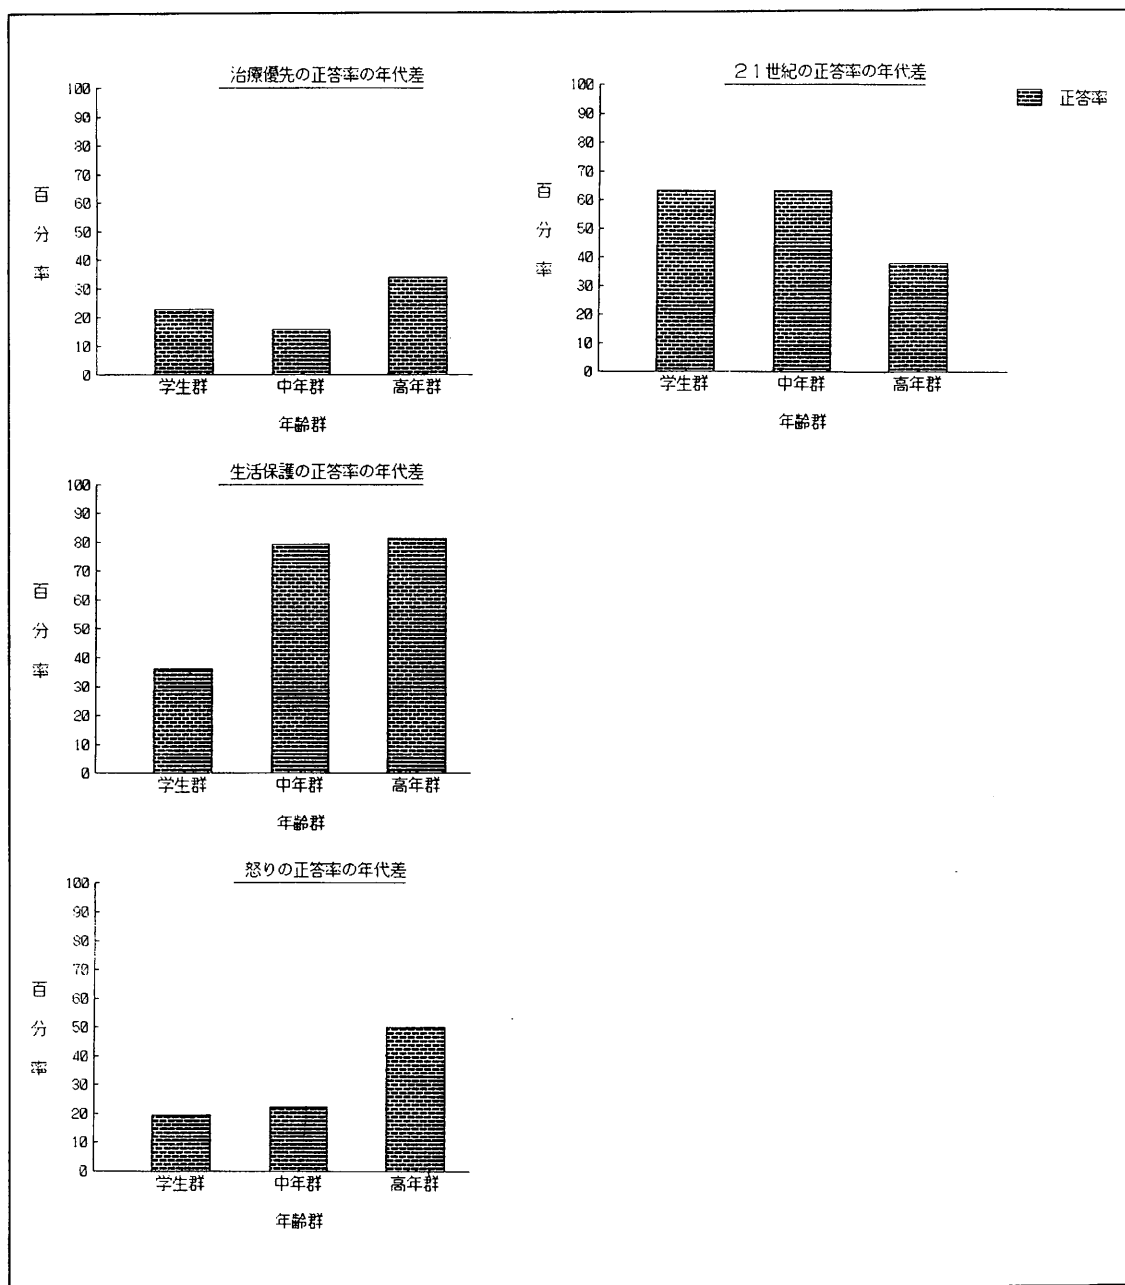 治療優先の正答率の年代差
100
90
80
70
60
50
40
30
20
10
0
百分率
学生群 中年群 高年群
年齢群
21世紀の正答率の年代差
正答率
100
90
80
70
60
50
40
30
20
10
0
百分率
学生群 中年群 高年群
年齢群
生活保護の正答率の年代差
100
90
80
70
60
50
40
30
20
10
0
百分率
学生群 中年群 高年群
年齢群
怒りの正答率の年代差
100
90
80
70
60
50
40
30
20
10
0
百分率
学生群 中年群 高年群
年齢群